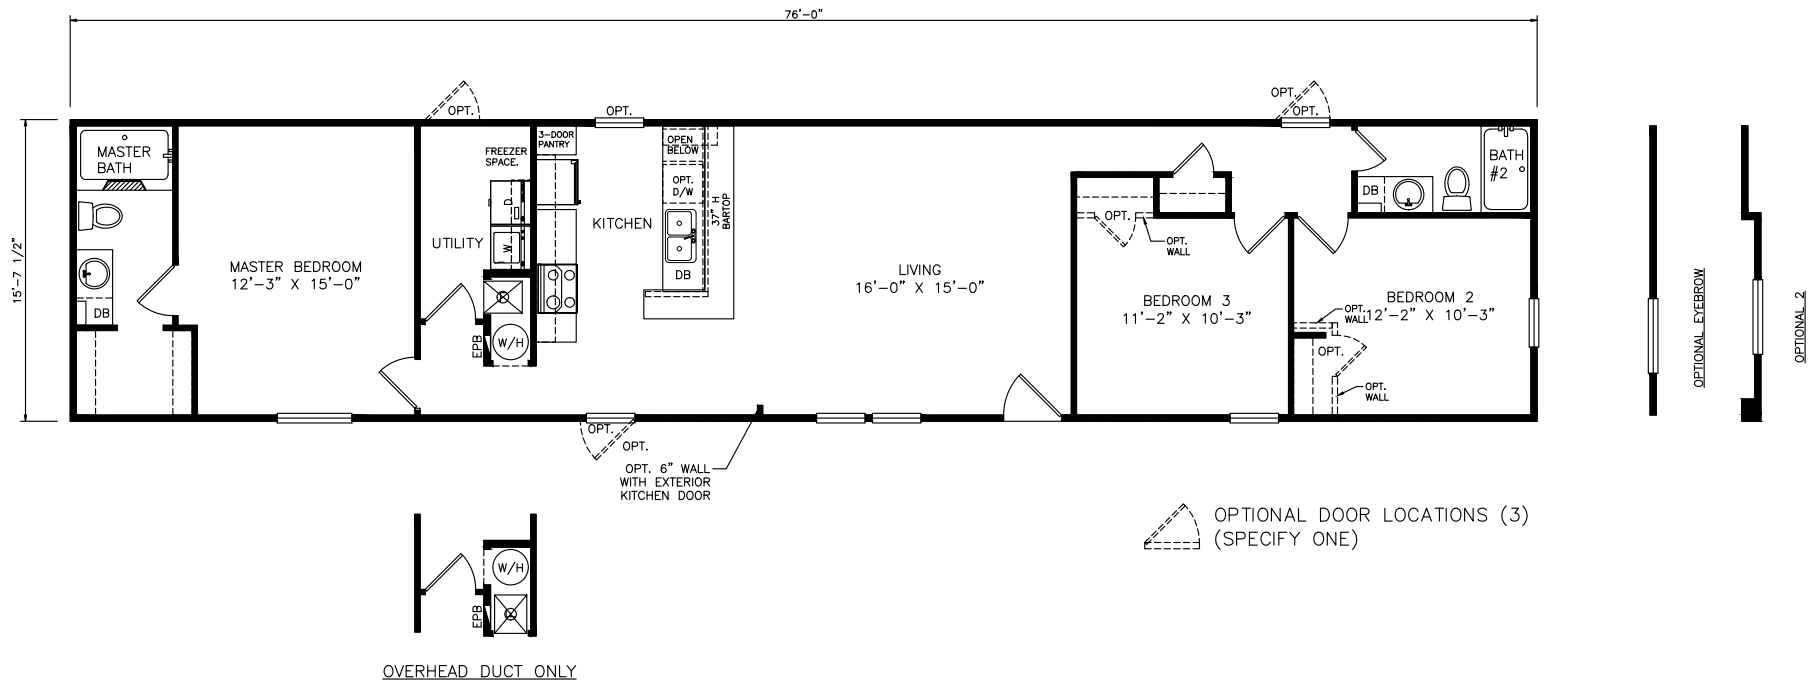 76'-0"
15'-7 1/2"
OPT.
OPT.
OPT.
OPT.
MASTER
BATH
DB
MASTER BEDROOM
12'-3" X 15'-0"
FREEZER
SPACE.
D
W
UTILITY
EPB
W/H
3-DOOR
PANTRY
KITCHEN
OPEN
BELOW
OPT.
D/W
DB
37" H
BARTOP
LIVING
16'-0" X 15'-0"
OPT.
OPT.
WALL
BEDROOM 3
11'-2" X 10'-3"
DB
BATH
#2
BEDROOM 2
12'-2" X 10'-3"
OPT.
WALL
OPT.
OPT.
WALL
OPT.
OPT.
OPT. 6" WALL
WITH EXTERIOR
KITCHEN DOOR
OPTIONAL EYEBROW
OPTIONAL 2
OPTIONAL DOOR LOCATIONS (3)
(SPECIFY ONE)
W/H
EPB
OVERHEAD DUCT ONLY